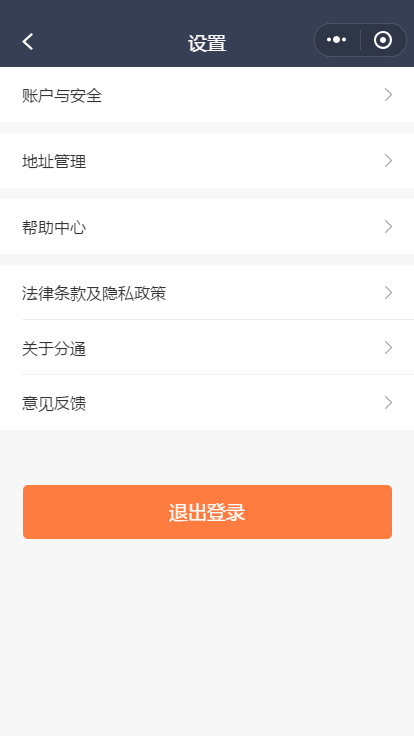 设置
账户与安全
地址管理
帮助中心
法律条款及隐私政策
关于分通
意见反馈
退出登录